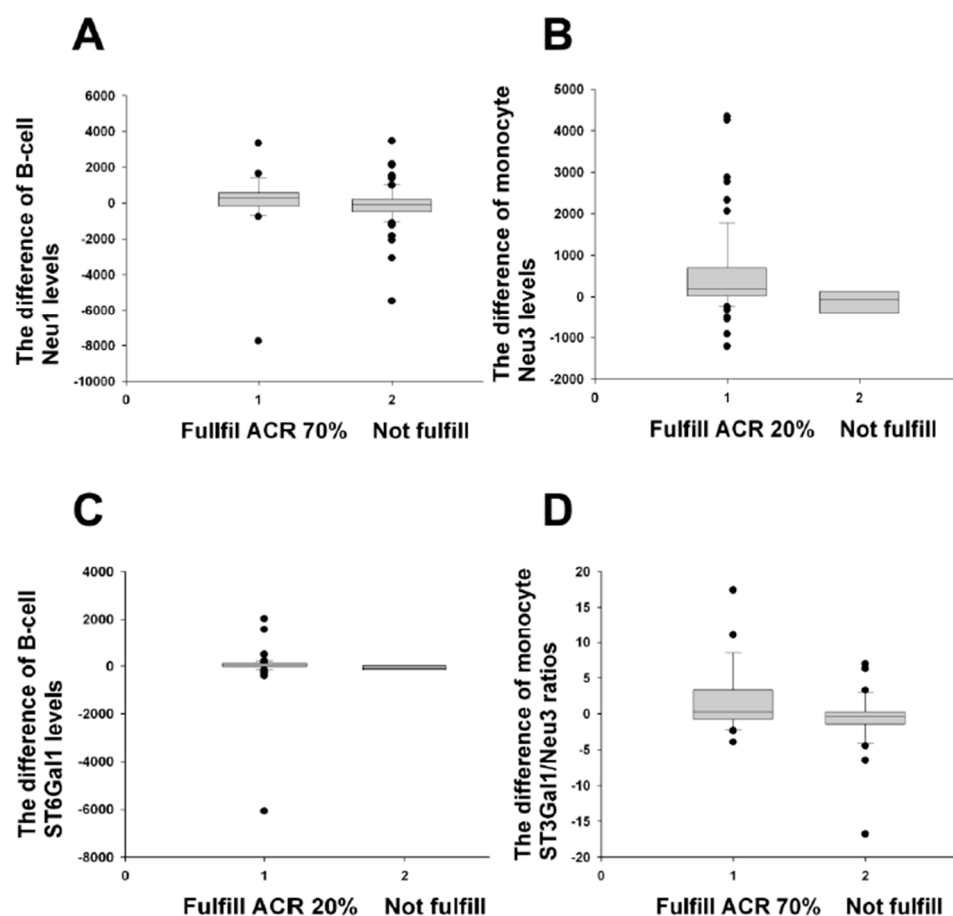 A
The difference of B-cell
Neu1 levels
6000
4000
2000
0
-2000
-4000
-6000
-8000
-10000
0
1
2
Fullfil ACR 70% Not fulfill
B
The difference of monocyte
Neu3 levels
5000
4000
3000
2000
1000
0
-1000
-2000
0
1
2
Fulfill ACR 20% Not fulfill
C
The difference of B-cell
ST6Gal1 levels
4000
2000
0
-2000
-4000
-6000
-8000
0
1
2
Fulfill ACR 20% Not fulfill
D
The difference of monocyte
ST3Gal1/Neu3 ratios
20
15
10
5
0
-5
-10
-15
-20
0
1
2
Fulfill ACR 70% Not fulfill